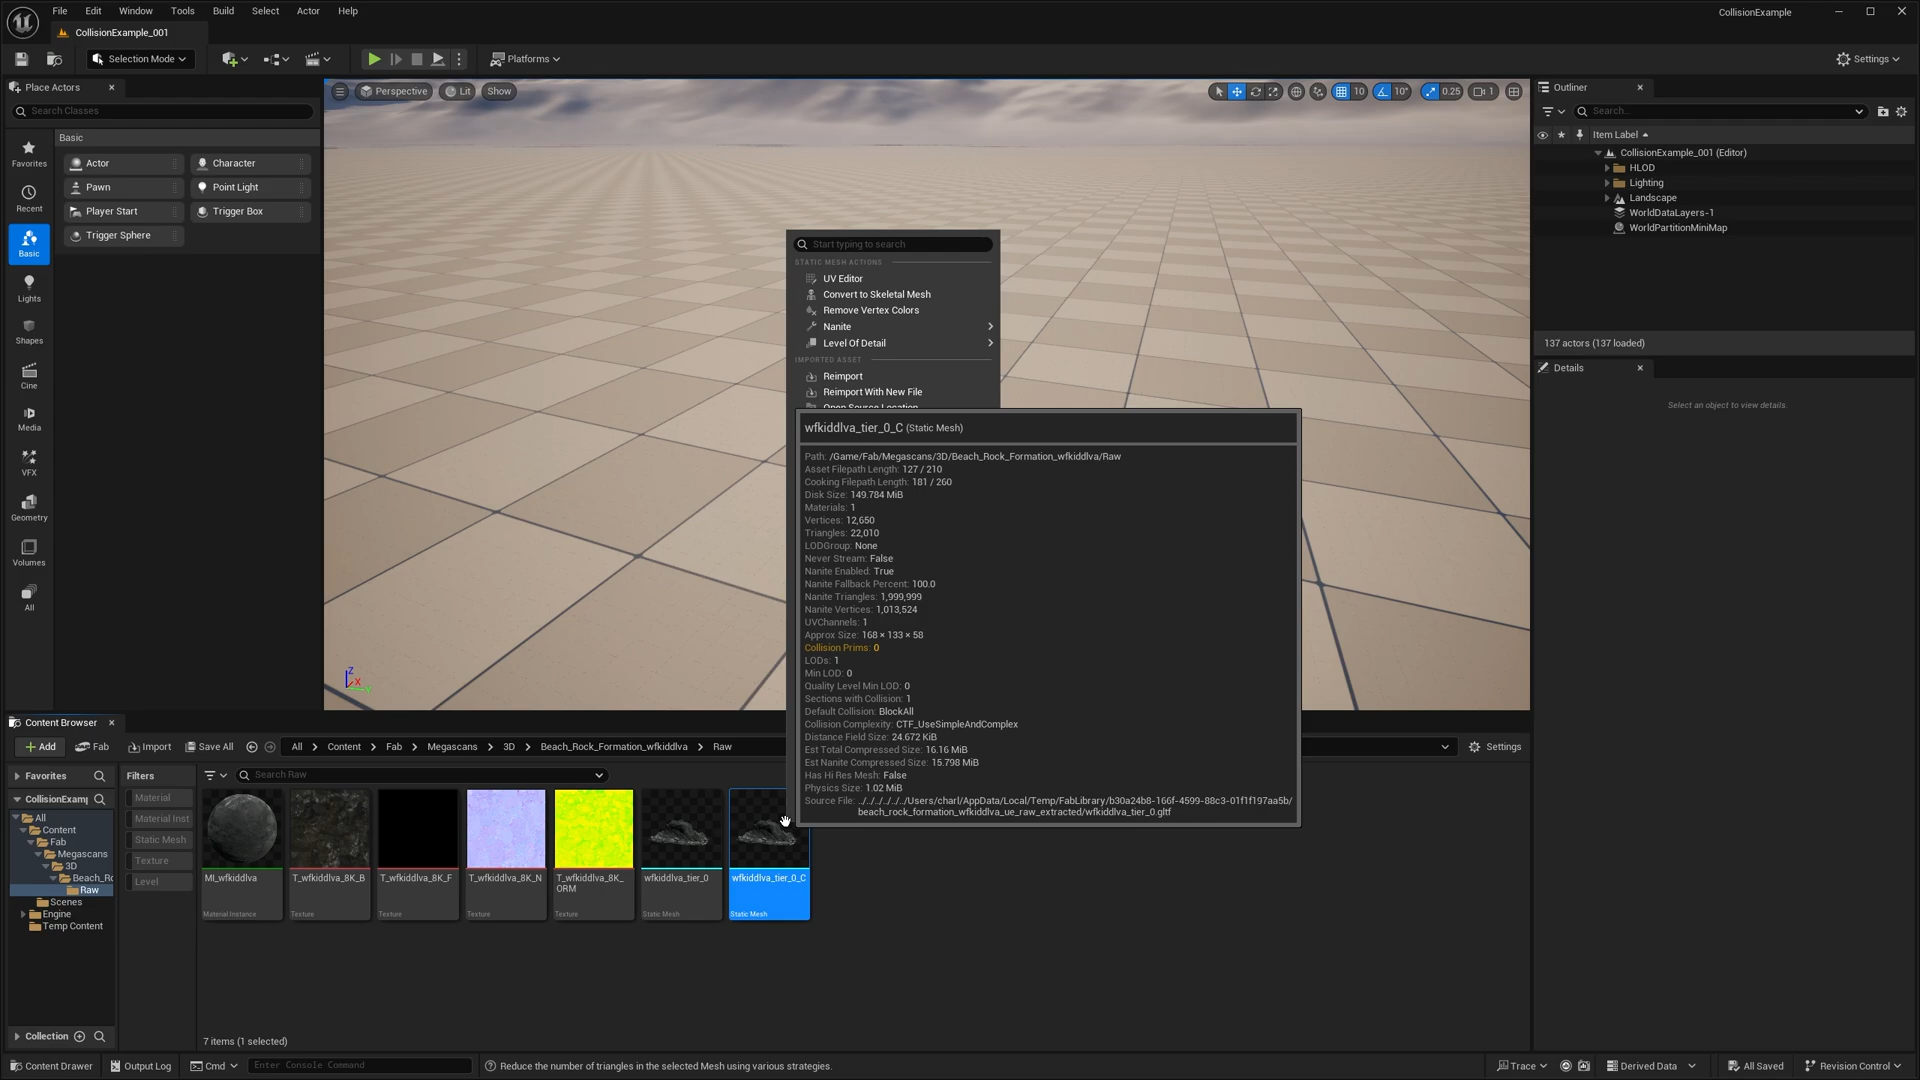 File Edit Window Tools Build Select Actor Help
CollisionExample
CollisionExample_001
Selection Mode
Platforms
Settings
Place Actors
Search Classes
Basic
Favorites
Recent
Basic
Lights
Shapes
Cine
Media
VFX
Geometry
Volumes
All
Actor
Character
Pawn
Point Light
Player Start
Trigger Box
Trigger Sphere
Perspective
Lit
Show
10
10°
0.25
1
Z
X
Y
Start typing to search
STATIC MESH ACTIONS
UV Editor
Convert to Skeletal Mesh
Remove Vertex Colors
Nanite
Level Of Detail
IMPORTED ASSET
Reimport
Reimport With New File
Open Source Location
wfkiddlva_tier_0_C (Static Mesh)
Path: /Game/Fab/Megascans/3D/Beach_Rock_Formation_wfkiddlva/Raw
Asset Filepath Length: 127 / 210
Cooking Filepath Length: 181 / 260
Disk Size: 149.784 MiB
Materials: 1
Vertices: 12,650
Triangles: 22,010
LODGroup: None
Never Stream: False
Nanite Enabled: True
Nanite Fallback Percent: 100.0
Nanite Triangles: 1,999,999
Nanite Vertices: 1,013,524
UVChannels: 1
Approx Size: 168 × 133 × 58
Collision Prims: 0
LODs: 1
Min LOD: 0
Quality Level Min LOD: 0
Sections with Collision: 1
Default Collision: BlockAll
Collision Complexity: CTF_UseSimpleAndComplex
Distance Field Size: 24.672 KiB
Est Total Compressed Size: 16.16 MiB
Est Nanite Compressed Size: 15.798 MiB
Has Hi Res Mesh: False
Physics Size: 1.02 MiB
Source File: ../../../../../../Users/charl/AppData/Local/Temp/FabLibrary/b30a24b8-166f-4599-88c3-01f1f197aa5b/
beach_rock_formation_wfkiddlva_ue_raw_extracted/wfkiddlva_tier_0.gltf
Outliner
Search...
Item Label
CollisionExample_001 (Editor)
HLOD
Lighting
Landscape
WorldDataLayers-1
WorldPartitionMiniMap
137 actors (137 loaded)
Details
Select an object to view details.
Content Browser
Add Fab Import Save All
All Content Fab Megascans 3D Beach_Rock_Formation_wfkiddlva Raw
Settings
Favorites
CollisionExamp
All
Content
Fab
Megascans
3D
Beach_Ro
Raw
Scenes
Engine
Temp Content
Collection
Filters
Material
Material Inst
Static Mesh
Texture
Level
Search Raw
MI_wfkiddlva
Material Instance
T_wfkiddlva_8K_B
Texture
T_wfkiddlva_8K_F
Texture
T_wfkiddlva_8K_N
Texture
T_wfkiddlva_8K_
ORM
Texture
wfkiddlva_tier_0
Static Mesh
wfkiddlva_tier_0_C
Static Mesh
7 items (1 selected)
Content Drawer
Output Log
Cmd
Enter Console Command
Reduce the number of triangles in the selected Mesh using various strategies.
Trace
Derived Data
All Saved
Revision Control